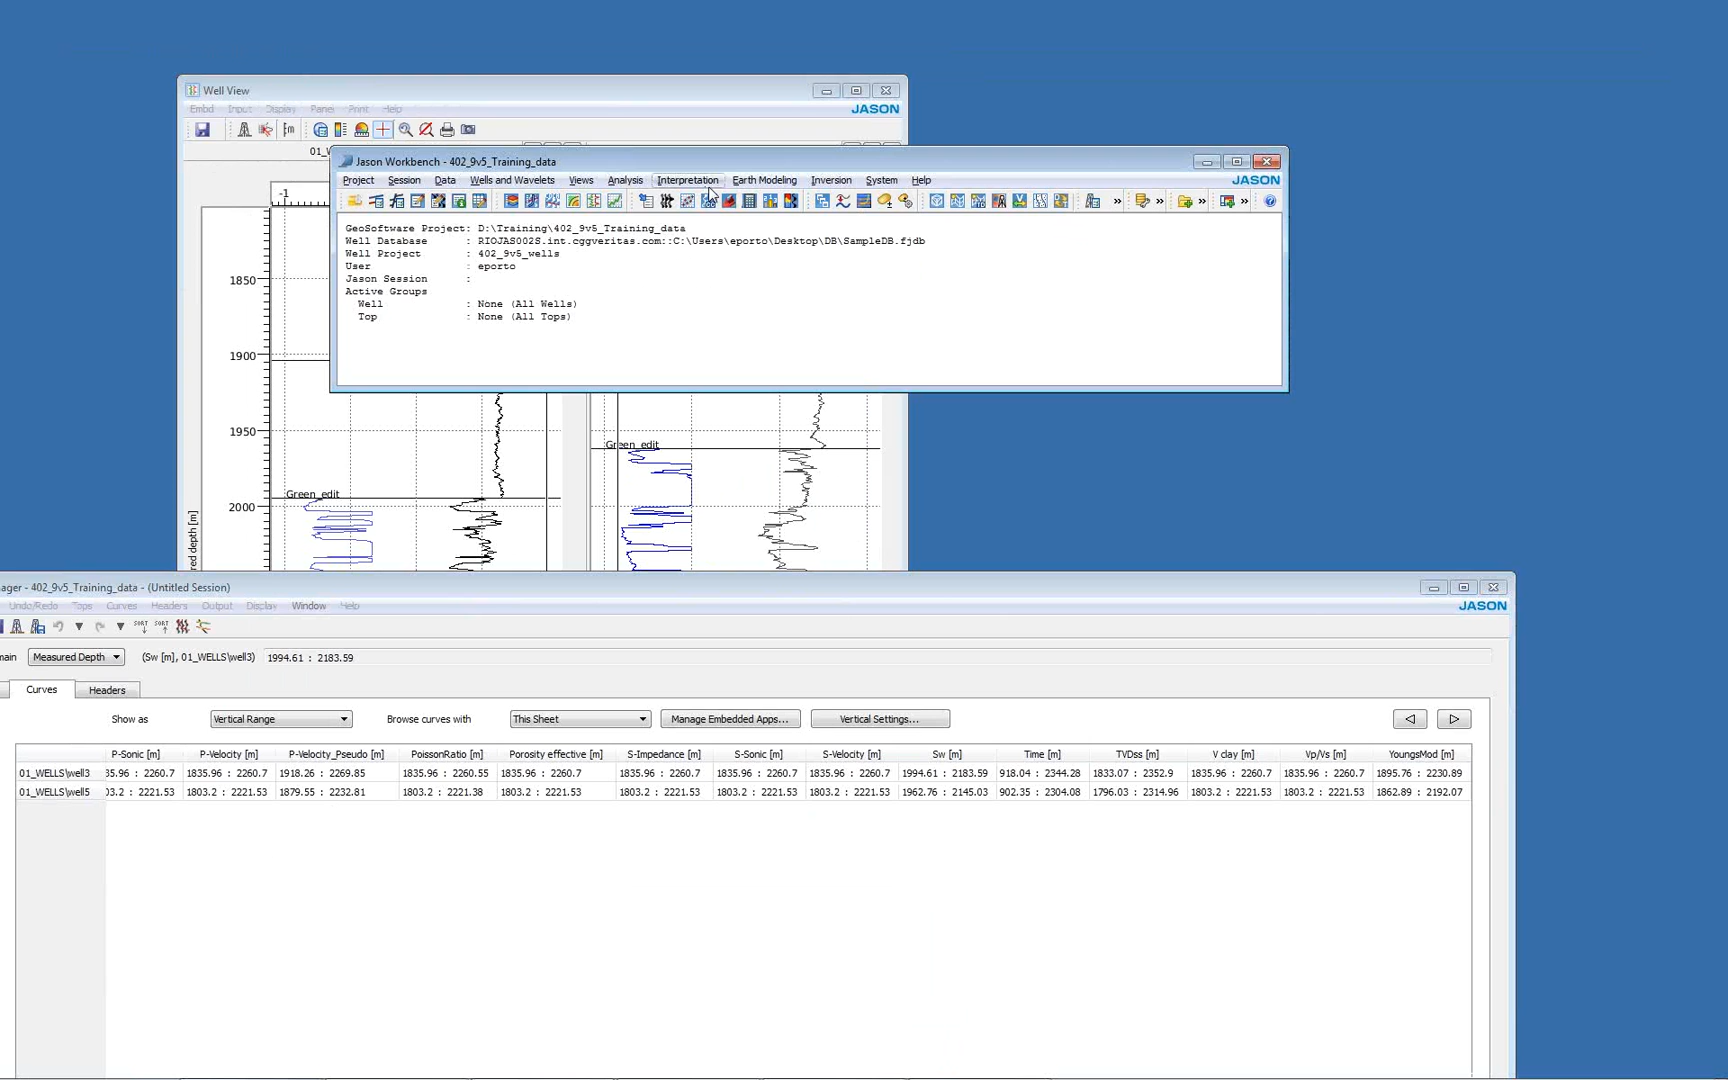 Well View
Embd Input Display Panel Print Help
JASON
01_W
Jason Workbench - 402_9v5_Training_data
Project Session Data Wells and Wavelets Views Analysis Interpretation Earth Modeling Inversion System Help
JASON
GeoSoftware Project: D:\Training\402_9v5_Training_data
Well Database : RIOJAS002S.int.cggveritas.com::C:\Users\eporto\Desktop\DB\SampleDB.fjdb
Well Project : 402_9v5_wells
User : eporto
Jason Session :
Active Groups
Well : None (All Wells)
Top : None (All Tops)
-1
1850
1900
1950
2000
red depth [m]
Green_edit
Green_edit
ager - 402_9v5_Training_data - (Untitled Session)
Undo/Redo Tops Curves Headers Output Display Window Help
JASON
SORT SORT
main Measured Depth (Sw [m], 01_WELLS\well3) 1994.61 : 2183.59
Curves Headers
Show as Vertical Range Browse curves with This Sheet Manage Embedded Apps... Vertical Settings...
P-Sonic [m] P-Velocity [m] P-Velocity_Pseudo [m] PoissonRatio [m] Porosity effective [m] S-Impedance [m] S-Sonic [m] S-Velocity [m] Sw [m] Time [m] TVDss [m] V clay [m] Vp/Vs [m] YoungsMod [m]
01_WELLS\well3 35.96 : 2260.7 1835.96 : 2260.7 1918.26 : 2269.85 1835.96 : 2260.55 1835.96 : 2260.7 1835.96 : 2260.7 1835.96 : 2260.7 1835.96 : 2260.7 1994.61 : 2183.59 918.04 : 2344.28 1833.07 : 2352.9 1835.96 : 2260.7 1835.96 : 2260.7 1895.76 : 2230.89
01_WELLS\well5 03.2 : 2221.53 1803.2 : 2221.53 1879.55 : 2232.81 1803.2 : 2221.38 1803.2 : 2221.53 1803.2 : 2221.53 1803.2 : 2221.53 1803.2 : 2221.53 1962.76 : 2145.03 902.35 : 2304.08 1796.03 : 2314.96 1803.2 : 2221.53 1803.2 : 2221.53 1862.89 : 2192.07